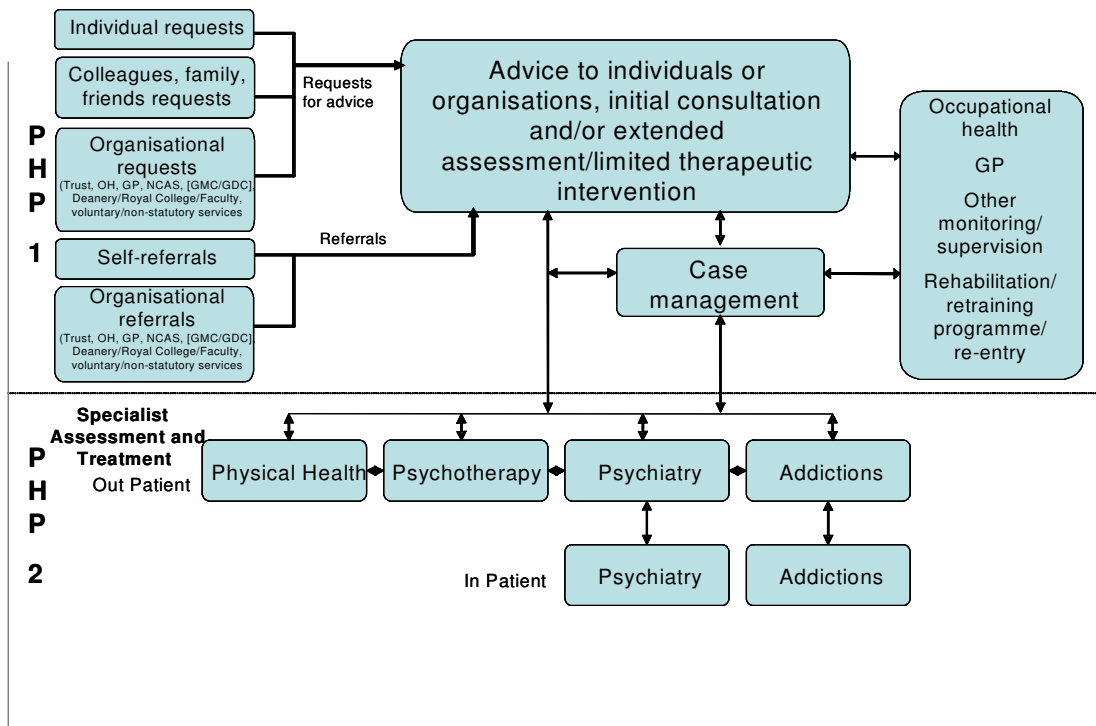 Individual requests
Colleagues, family,
friends requests
Organisational
requests
(Trust, OH, GP, NCAS, [GMC/GDC],
Deanery/Royal College/Faculty,
voluntary/non-statutory services
Self-referrals
Organisational
referrals
(Trust, OH, GP, NCAS, [GMC/GDC],
Deanery/Royal College/Faculty,
voluntary/non-statutory services
P
H
P
1
Requests
for advice
Referrals
Advice to individuals or
organisations, initial consultation
and/or extended
assessment/limited therapeutic
intervention
Case
management
Occupational
health
GP
Other
monitoring/
supervision
Rehabilitation/
retraining
programme/
re-entry
P
H
P
2
Specialist
Assessment and
Treatment
Out Patient
Physical Health
Psychotherapy
Psychiatry
Addictions
In Patient
Psychiatry
Addictions